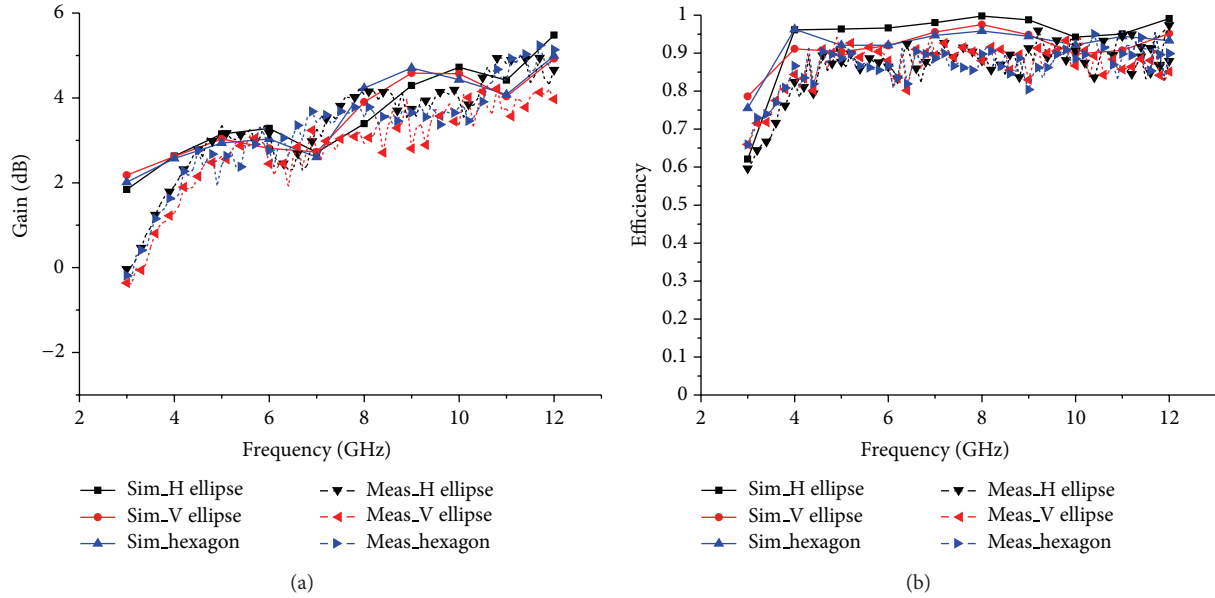 6
4
2
0
−2
Gain (dB)
2
4
6
8
10
12
Frequency (GHz)
Sim_H ellipse
Sim_V ellipse
Sim_hexagon
Meas_H ellipse
Meas_V ellipse
Meas_hexagon
(a)
1
0.9
0.8
0.7
0.6
0.5
0.4
0.3
0.2
0.1
0
Efficiency
2
4
6
8
10
12
Frequency (GHz)
Sim_H ellipse
Sim_V ellipse
Sim_hexagon
Meas_H ellipse
Meas_V ellipse
Meas_hexagon
(b)